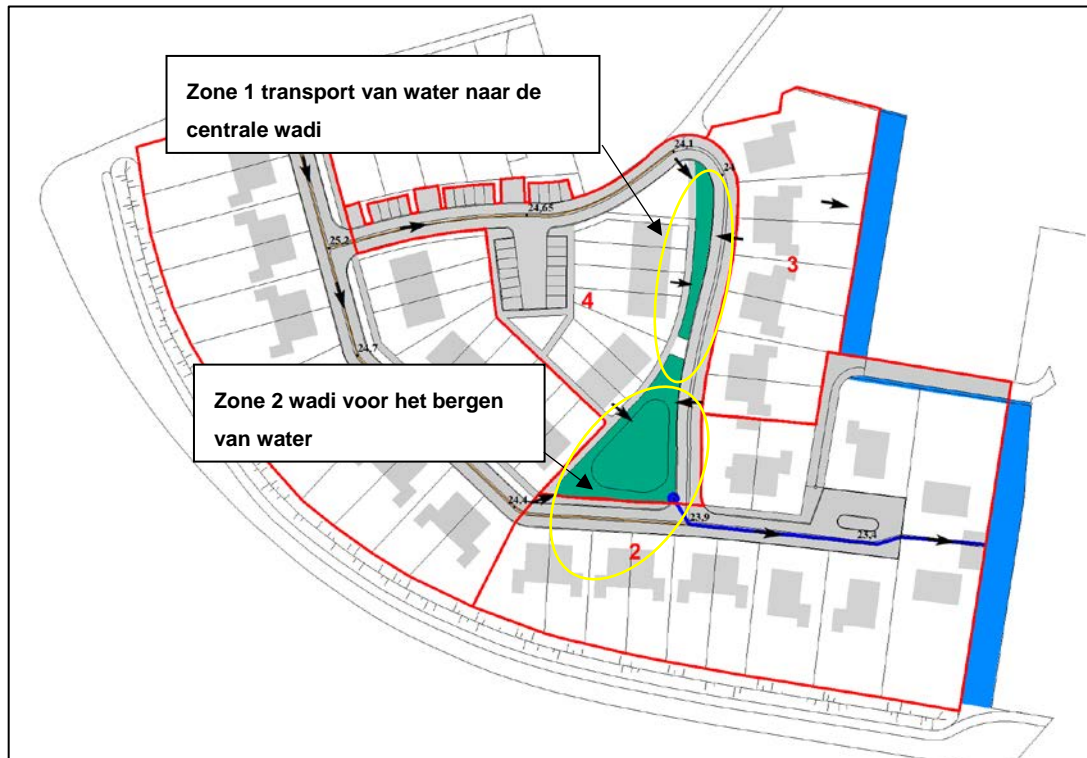 Zone 1 transport van water naar de
centrale wadi
24,1
24
24,65
25,2
3
4
24,7
Zone 2 wadi voor het bergen
van water
24,4
23,9
23,4
2